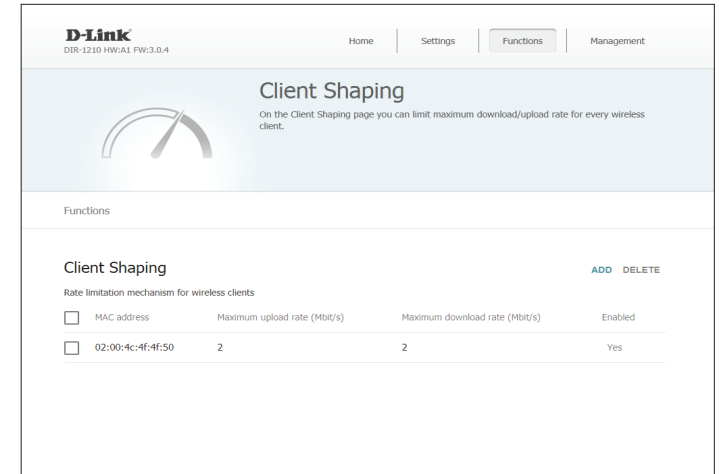 D-Link
DIR-1210 HW:A1 FW:3.0.4
Home Settings Functions Management
Client Shaping
On the Client Shaping page you can limit maximum download/upload rate for every wireless
client.
Functions
Client Shaping
ADD DELETE
Rate limitation mechanism for wireless clients
MAC address Maximum upload rate (Mbit/s) Maximum download rate (Mbit/s) Enabled
02:00:4c:4f:4f:50 2 2 Yes